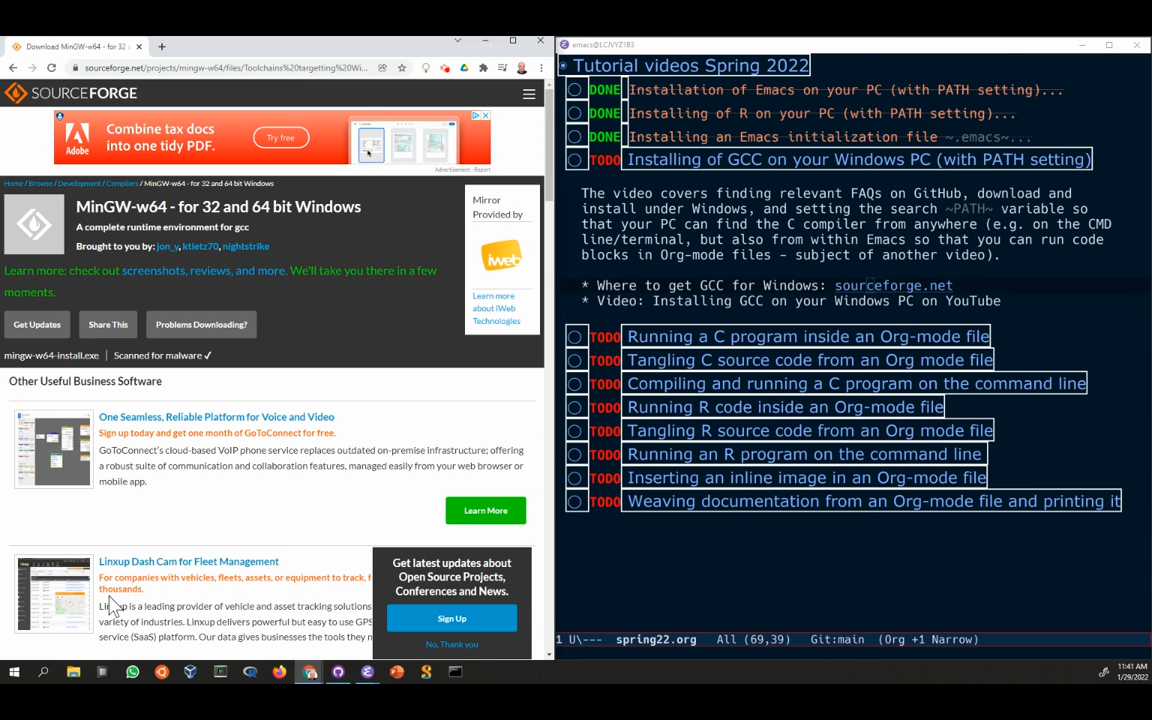 Download MinGW-w64 - for 32 a
sourceforge.net/projects/mingw-w64/files/Toolchains%20targetting%20Wi...
SOURCEFORGE
Adobe
Combine tax docs
into one tidy PDF.
Try free
Advertisement - Report
Home / Browse / Development / Compilers / MinGW-w64 - for 32 and 64 bit Windows
MinGW-w64 - for 32 and 64 bit Windows
A complete runtime environment for gcc
Brought to you by: jon_y, ktietz70, nightstrike
Mirror
Provided by
iweb
Learn more
about iWeb
Technologies
Learn more: check out screenshots, reviews, and more. We'll take you there in a few
moments.
Get Updates
Share This
Problems Downloading?
mingw-w64-install.exe
Scanned for malware ✓
Other Useful Business Software
One Seamless, Reliable Platform for Voice and Video
Sign up today and get one month of GoToConnect for free.
GoToConnect's cloud-based VoIP phone service replaces outdated on-premise infrastructure; offering
a robust suite of communication and collaboration features, managed easily from your web browser or
mobile app.
Learn More
Linxup Dash Cam for Fleet Management
For companies with vehicles, fleets, assets, or equipment to track, f
thousands.
Linxup is a leading provider of vehicle and asset tracking solutions
variety of industries. Linxup delivers powerful but easy to use GPS
service (SaaS) platform. Our data gives businesses the tools they n
Get latest updates about
Open Source Projects,
Conferences and News.
Sign Up
No, Thank you
emacs@LCJVYZ1B3
Tutorial videos Spring 2022
DONE Installation of Emacs on your PC (with PATH setting)...
DONE Installing of R on your PC (with PATH setting)...
DONE Installing an Emacs initialization file ~.emacs~...
TODO Installing of GCC on your Windows PC (with PATH setting)
The video covers finding relevant FAQs on GitHub, download and
install under Windows, and setting the search ~PATH~ variable so
that your PC can find the C compiler from anywhere (e.g. on the CMD
line/terminal, but also from within Emacs so that you can run code
blocks in Org-mode files - subject of another video).
* Where to get GCC for Windows: sourceforge.net
* Video: Installing GCC on your Windows PC on YouTube
TODO Running a C program inside an Org-mode file
TODO Tangling C source code from an Org mode file
TODO Compiling and running a C program on the command line
TODO Running R code inside an Org-mode file
TODO Tangling R source code from an Org mode file
TODO Running an R program on the command line
TODO Inserting an inline image in an Org-mode file
TODO Weaving documentation from an Org-mode file and printing it
1 U\--- spring22.org All (69,39) Git:main (Org +1 Narrow)
11:41 AM
1/29/2022